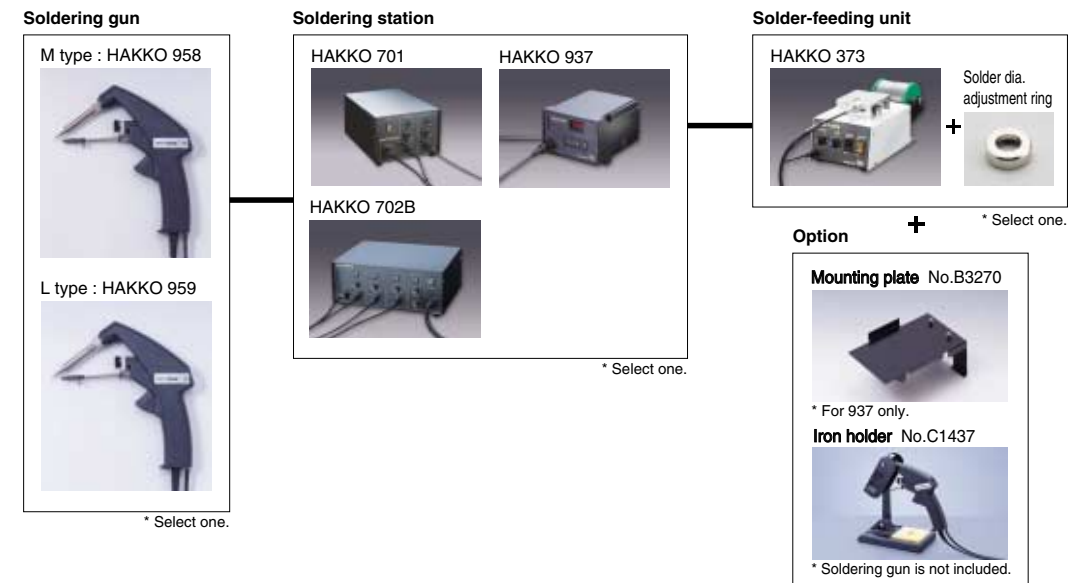 Soldering gun
M type : HAKKO 958
L type : HAKKO 959
* Select one.
Soldering station
HAKKO 701
HAKKO 937
HAKKO 702B
* Select one.
Solder-feeding unit
HAKKO 373
Solder dia.
adjustment ring
+
* Select one.
+
Option
Mounting plate No.B3270
* For 937 only.
Iron holder No.C1437
* Soldering gun is not included.